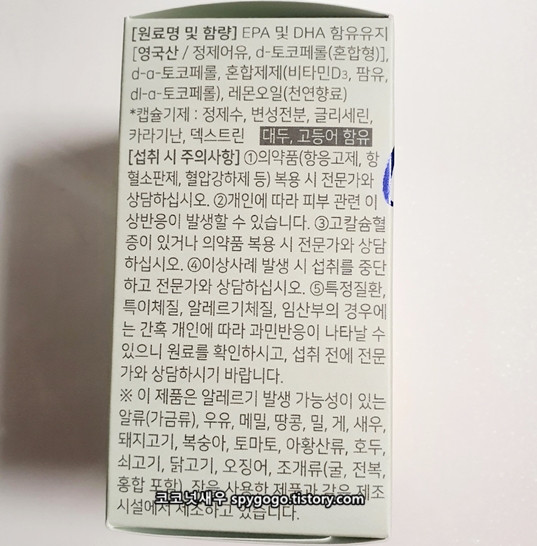 [원료명 및 함량] EPA 및 DHA 함유유지
[영국산 / 정제어유, d-토코페롤(혼합형)],
d-α-토코페롤, 혼합제제(비타민D₃, 팜유,
dl-α-토코페롤), 레몬오일(천연향료)
*캡슐기제 : 정제수, 변성전분, 글리세린,
카라기난, 덱스트린 대두, 고등어 함유
[섭취 시 주의사항] ①의약품(항응고제, 항
혈소판제, 혈압강하제 등) 복용 시 전문가와
상담하십시오. ②개인에 따라 피부 관련 이
상반응이 발생할 수 있습니다. ③고칼슘혈
증이 있거나 의약품 복용 시 전문가와 상담
하십시오. ④이상사례 발생 시 섭취를 중단
하고 전문가와 상담하십시오. ⑤특정질환,
특이체질, 알레르기체질, 임산부의 경우에
는 간혹 개인에 따라 과민반응이 나타날 수
있으니 원료를 확인하시고, 섭취 전에 전문
가와 상담하시기 바랍니다.
※ 이 제품은 알레르기 발생 가능성이 있는
알류(가금류), 우유, 메밀, 땅콩, 밀, 게, 새우,
돼지고기, 복숭아, 토마토, 아황산류, 호두,
쇠고기, 닭고기, 오징어, 조개류(굴, 전복,
홍합 포함), 잣을 사용한 제품과 같은 제조
코코넛새우 spygogo.tistory.com
시설에서 제조하고 있습니다.